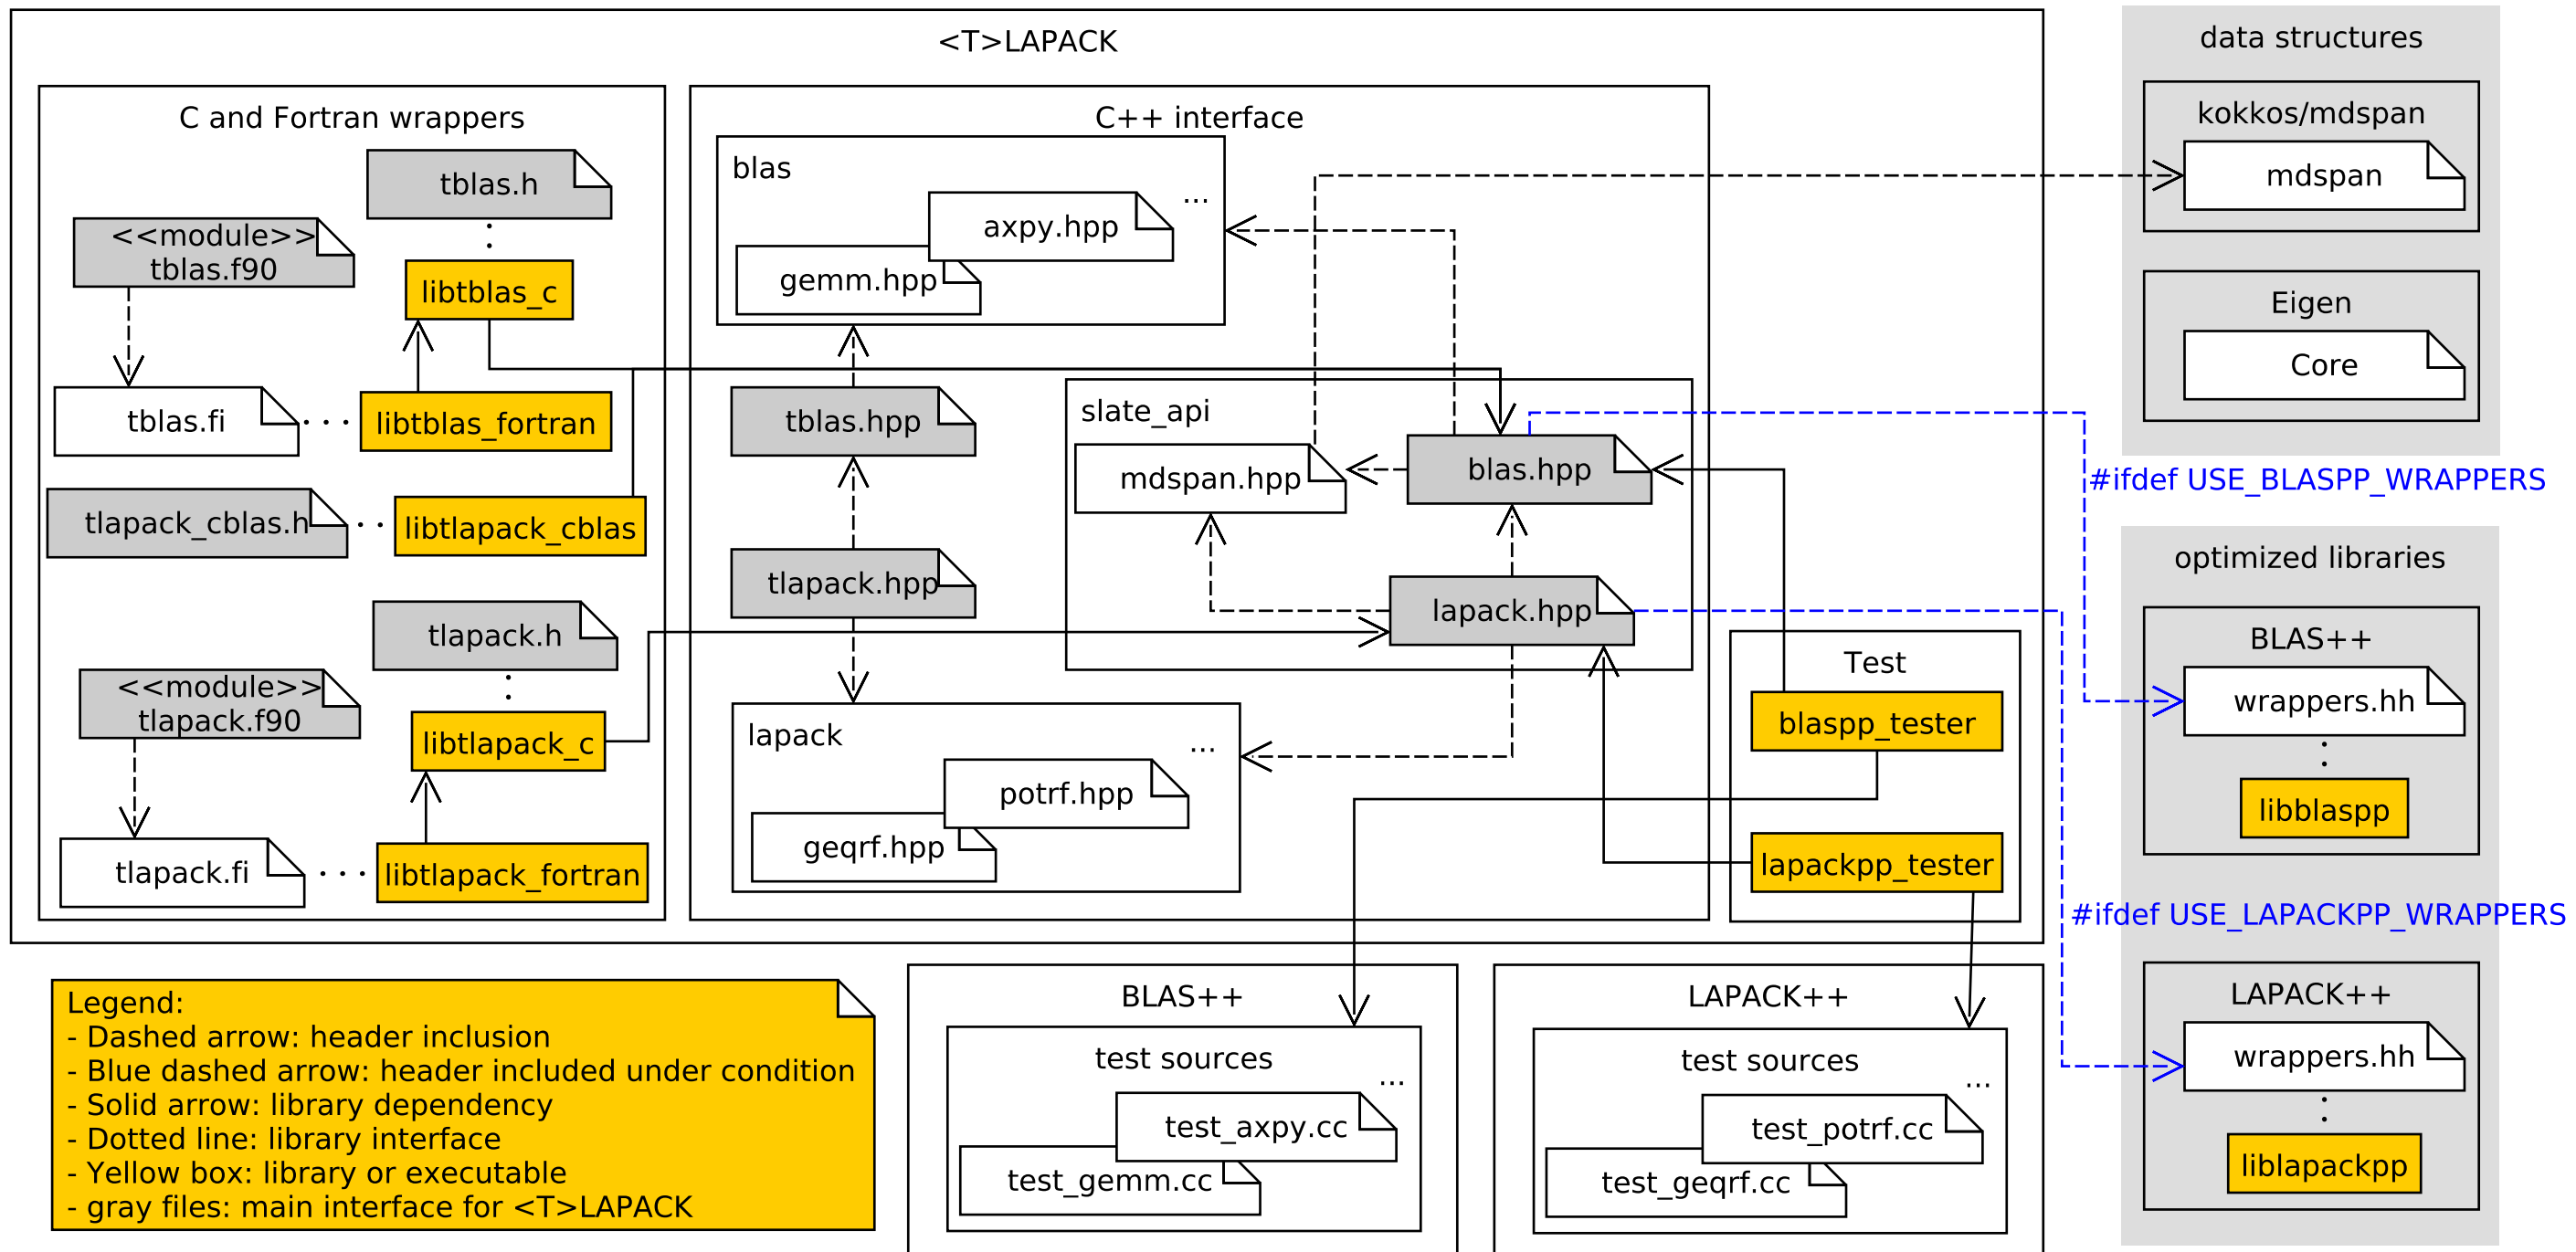 <T>LAPACK
C and Fortran wrappers
tblas.h
<<module>>
tblas.f90
libtblas_c
tblas.fi
libtblas_fortran
tlapack_cblas.h
libtlapack_cblas
tlapack.h
<<module>>
tlapack.f90
libtlapack_c
tlapack.fi
libtlapack_fortran
C++ interface
blas
...
axpy.hpp
gemm.hpp
tblas.hpp
tlapack.hpp
slate_api
mdspan.hpp
blas.hpp
lapack.hpp
lapack
...
potrf.hpp
geqrf.hpp
Test
blaspp_tester
lapackpp_tester
data structures
kokkos/mdspan
mdspan
Eigen
Core
#ifdef USE_BLASPP_WRAPPERS
optimized libraries
BLAS++
wrappers.hh
libblaspp
#ifdef USE_LAPACKPP_WRAPPERS
LAPACK++
wrappers.hh
liblapackpp
Legend:
- Dashed arrow: header inclusion
- Blue dashed arrow: header included under condition
- Solid arrow: library dependency
- Dotted line: library interface
- Yellow box: library or executable
- gray files: main interface for <T>LAPACK
BLAS++
test sources
...
test_axpy.cc
test_gemm.cc
LAPACK++
test sources
...
test_potrf.cc
test_geqrf.cc